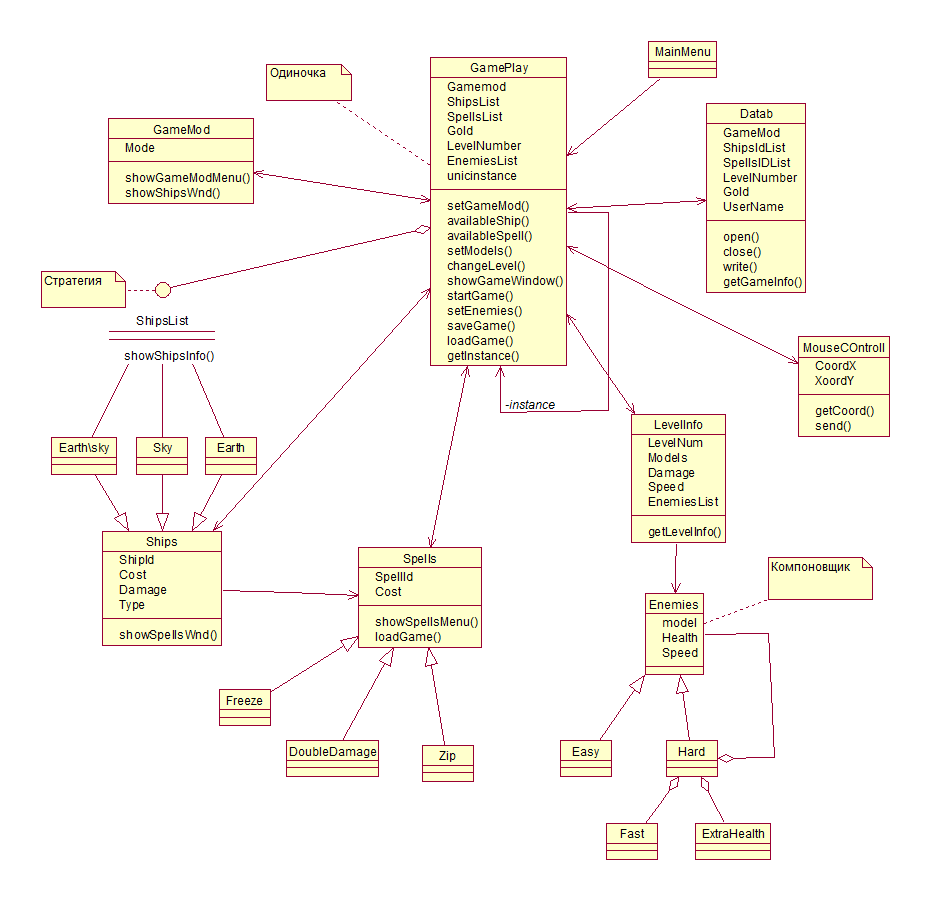 Одиночка
GamePlay
Gamemod
ShipsList
SpellsList
Gold
LevelNumber
EnemiesList
unicinstance
setGameMod()
availableShip()
availableSpell()
setModels()
changeLevel()
showGameWindow()
startGame()
setEnemies()
saveGame()
loadGame()
getInstance()
MainMenu
Datab
GameMod
ShipsIdList
SpellsIDList
LevelNumber
Gold
UserName
open()
close()
write()
getGameInfo()
GameMod
Mode
showGameModMenu()
showShipsWnd()
Стратегия
ShipsList
showShipsInfo()
-instance
MouseCOntroll
CoordX
XoordY
getCoord()
send()
Earth\sky
Sky
Earth
LevelInfo
LevelNum
Models
Damage
Speed
EnemiesList
getLevelInfo()
Ships
ShipId
Cost
Damage
Type
showSpellsWnd()
Spells
SpellId
Cost
showSpellsMenu()
loadGame()
Компоновщик
Enemies
model
Health
Speed
Freeze
DoubleDamage
Zip
Easy
Hard
Fast
ExtraHealth